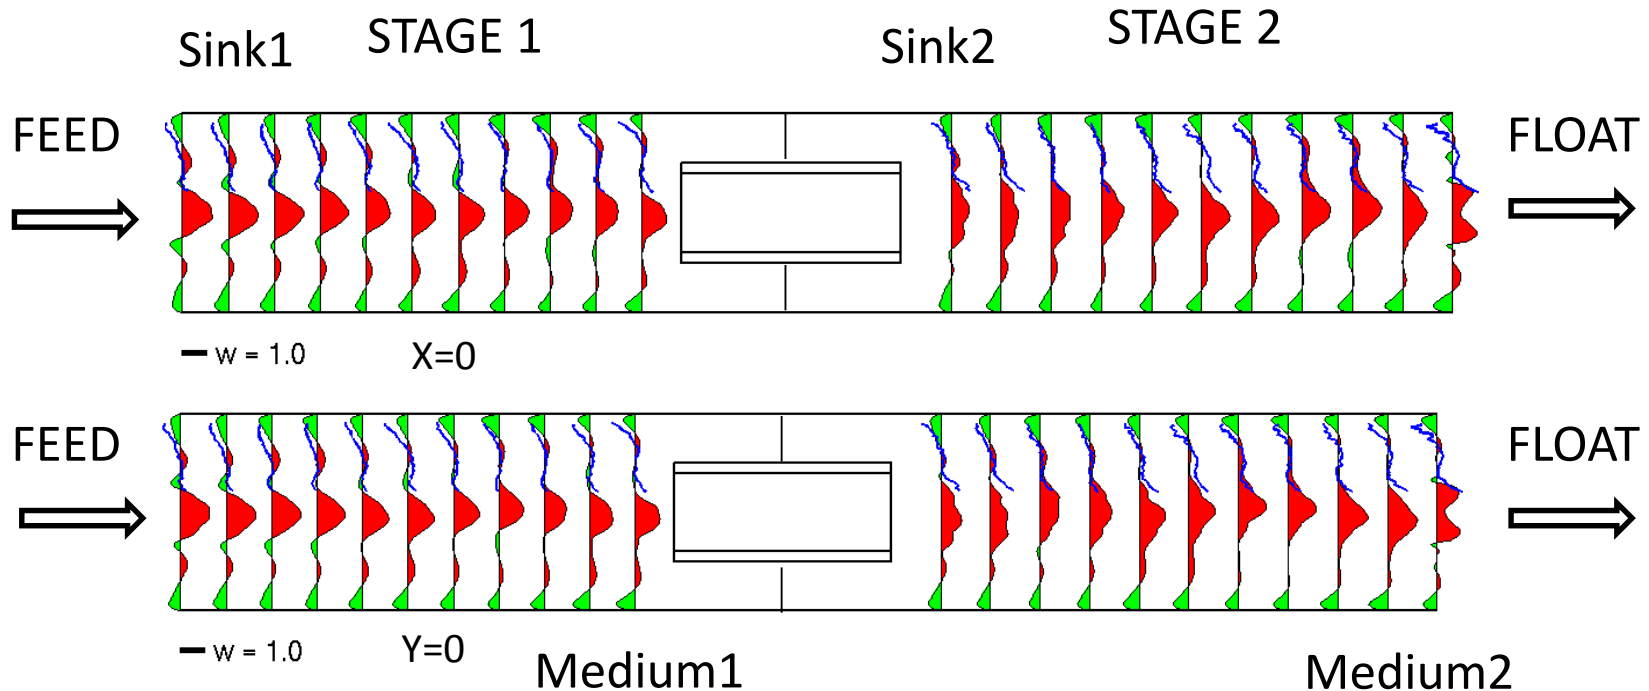 Sink1
STAGE 1
Sink2
STAGE 2
FEED
FLOAT
w = 1.0
X=0
FEED
FLOAT
w = 1.0
Y=0
Medium1
Medium2